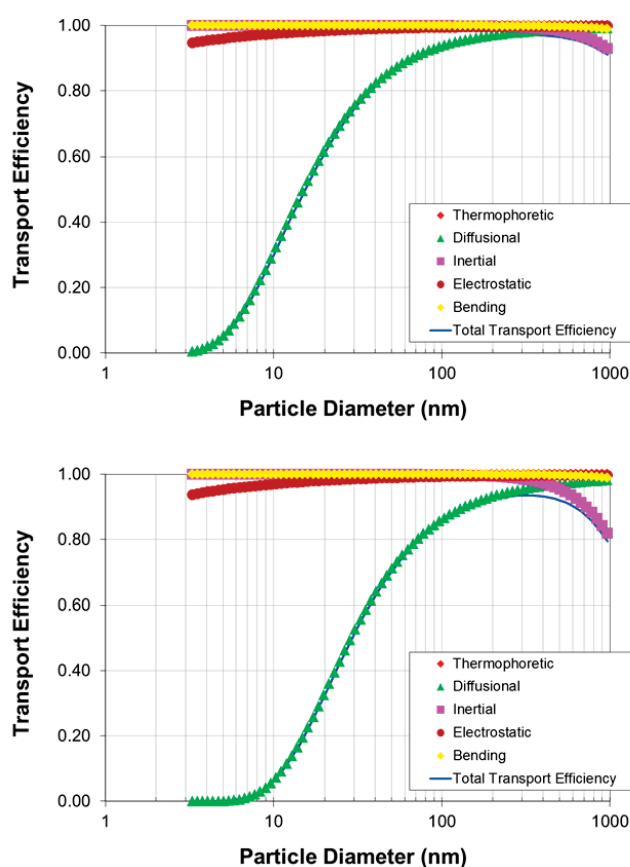 1.00
0.80
0.60
0.40
0.20
0.00
Transport Efficiency
Thermophoretic
Diffusional
Inertial
Electrostatic
Bending
Total Transport Efficiency
1 10 100 1000
Particle Diameter (nm)
1.00
0.80
0.60
0.40
0.20
0.00
Transport Efficiency
Thermophoretic
Diffusional
Inertial
Electrostatic
Bending
Total Transport Efficiency
1 10 100 1000
Particle Diameter (nm)